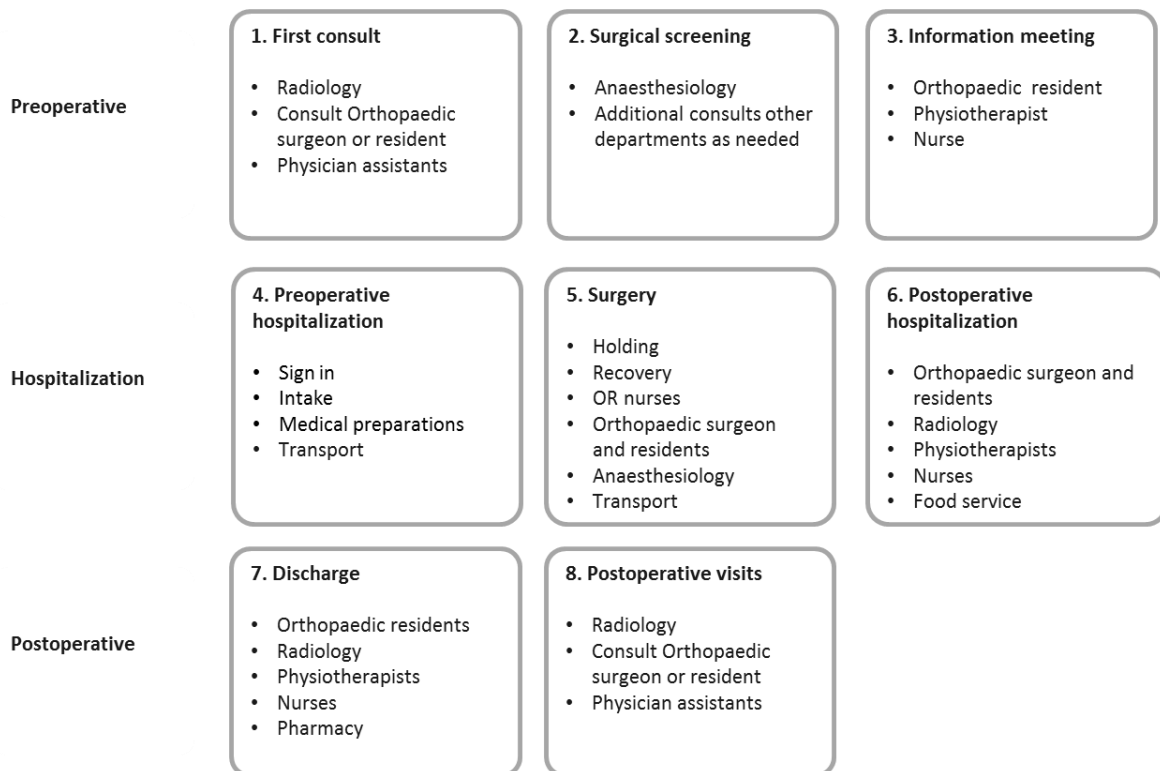 Preoperative
1. First consult
• Radiology
• Consult Orthopaedic
surgeon or resident
• Physician assistants
2. Surgical screening
• Anaesthesiology
• Additional consults other
departments as needed
3. Information meeting
• Orthopaedic resident
• Physiotherapist
• Nurse
Hospitalization
4. Preoperative
hospitalization
• Sign in
• Intake
• Medical preparations
• Transport
5. Surgery
• Holding
• Recovery
• OR nurses
• Orthopaedic surgeon
and residents
• Anaesthesiology
• Transport
6. Postoperative
hospitalization
• Orthopaedic surgeon and
residents
• Radiology
• Physiotherapists
• Nurses
• Food service
Postoperative
7. Discharge
• Orthopaedic residents
• Radiology
• Physiotherapists
• Nurses
• Pharmacy
8. Postoperative visits
• Radiology
• Consult Orthopaedic
surgeon or resident
• Physician assistants